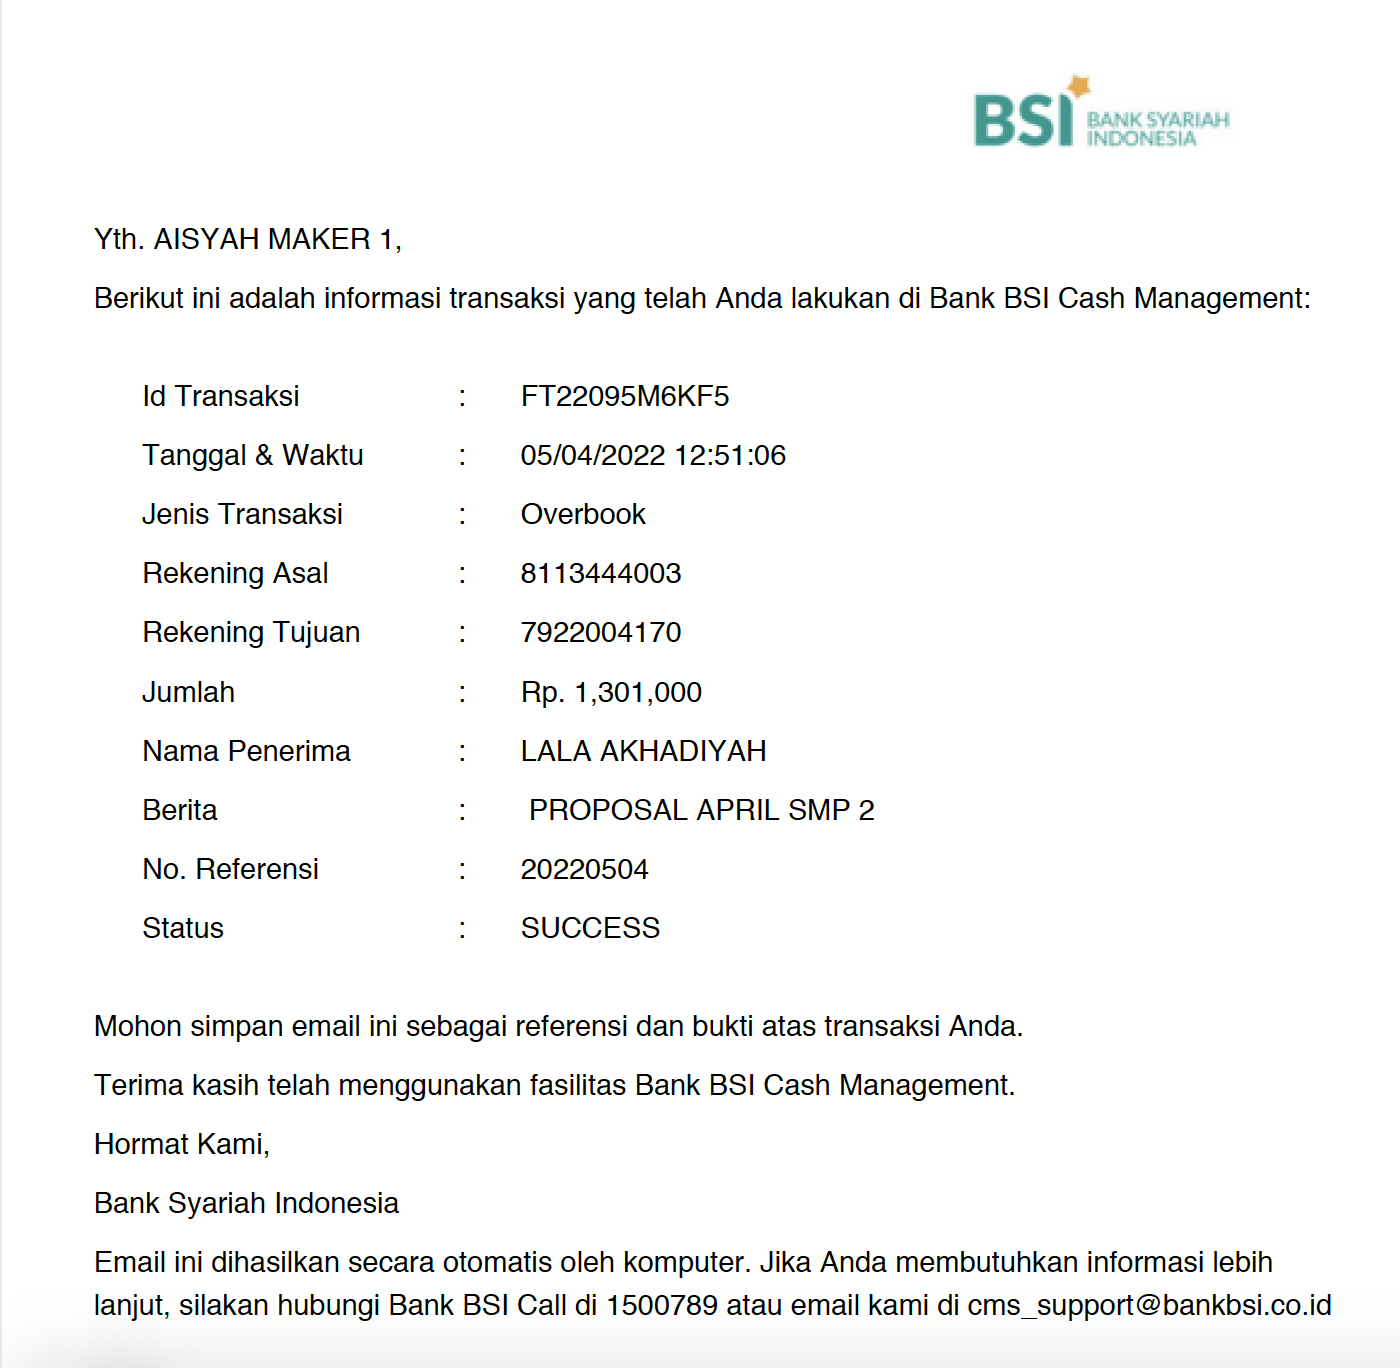 BSI BANK SYARIAH
INDONESIA
Yth. AISYAH MAKER 1,
Berikut ini adalah informasi transaksi yang telah Anda lakukan di Bank BSI Cash Management:
Id Transaksi : FT22095M6KF5
Tanggal & Waktu : 05/04/2022 12:51:06
Jenis Transaksi : Overbook
Rekening Asal : 8113444003
Rekening Tujuan : 7922004170
Jumlah : Rp. 1,301,000
Nama Penerima : LALA AKHADIYAH
Berita : PROPOSAL APRIL SMP 2
No. Referensi : 20220504
Status : SUCCESS
Mohon simpan email ini sebagai referensi dan bukti atas transaksi Anda.
Terima kasih telah menggunakan fasilitas Bank BSI Cash Management.
Hormat Kami,
Bank Syariah Indonesia
Email ini dihasilkan secara otomatis oleh komputer. Jika Anda membutuhkan informasi lebih
lanjut, silakan hubungi Bank BSI Call di 1500789 atau email kami di cms_support@bankbsi.co.id